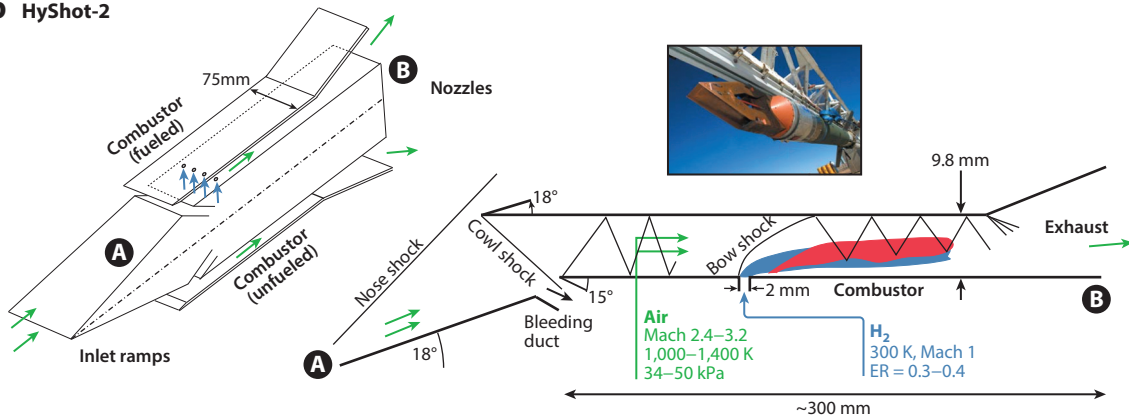 HyShot-2
75mm
B
Nozzles
Combustor
(fueled)
A
Combustor
(unfueled)
Inlet ramps
18°
Nose shock
Cowl shock
15°
Bleeding
duct
A
18°
Air
Mach 2.4–3.2
1,000–1,400 K
34–50 kPa
Bow shock
2 mm
Combustor
H₂
300 K, Mach 1
ER = 0.3–0.4
9.8 mm
Exhaust
B
~300 mm